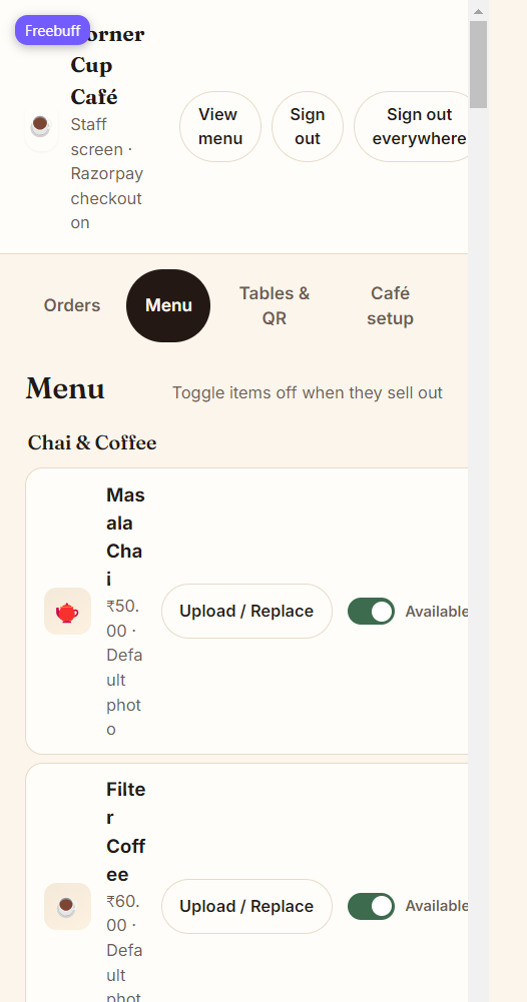 Freebuff
orner
Cup
Café
Staff
screen ·
Razorpay
checkout
on
View
menu
Sign
out
Sign out
everywhere
Orders
Menu
Tables &
QR
Café
setup
Menu
Toggle items off when they sell out
Chai & Coffee
Mas
ala
Cha
i
₹50.
00 ·
Defa
ult
phot
o
Upload / Replace
Available
Filte
r
Coff
ee
₹60.
00 ·
Defa
ult
phot
Upload / Replace
Available